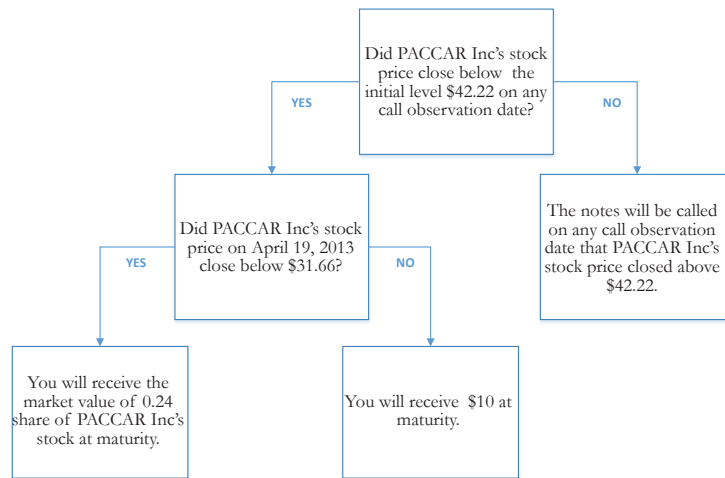 Did PACCAR Inc's stock
price close below the
initial level $42.22 on any
call observation date?
YES
NO
Did PACCAR Inc's stock
price on April 19, 2013
close below $31.66?
The notes will be called
on any call observation
date that PACCAR Inc's
stock price closed above
$42.22.
YES
NO
You will receive the
market value of 0.24
share of PACCAR Inc's
stock at maturity.
You will receive $10 at
maturity.